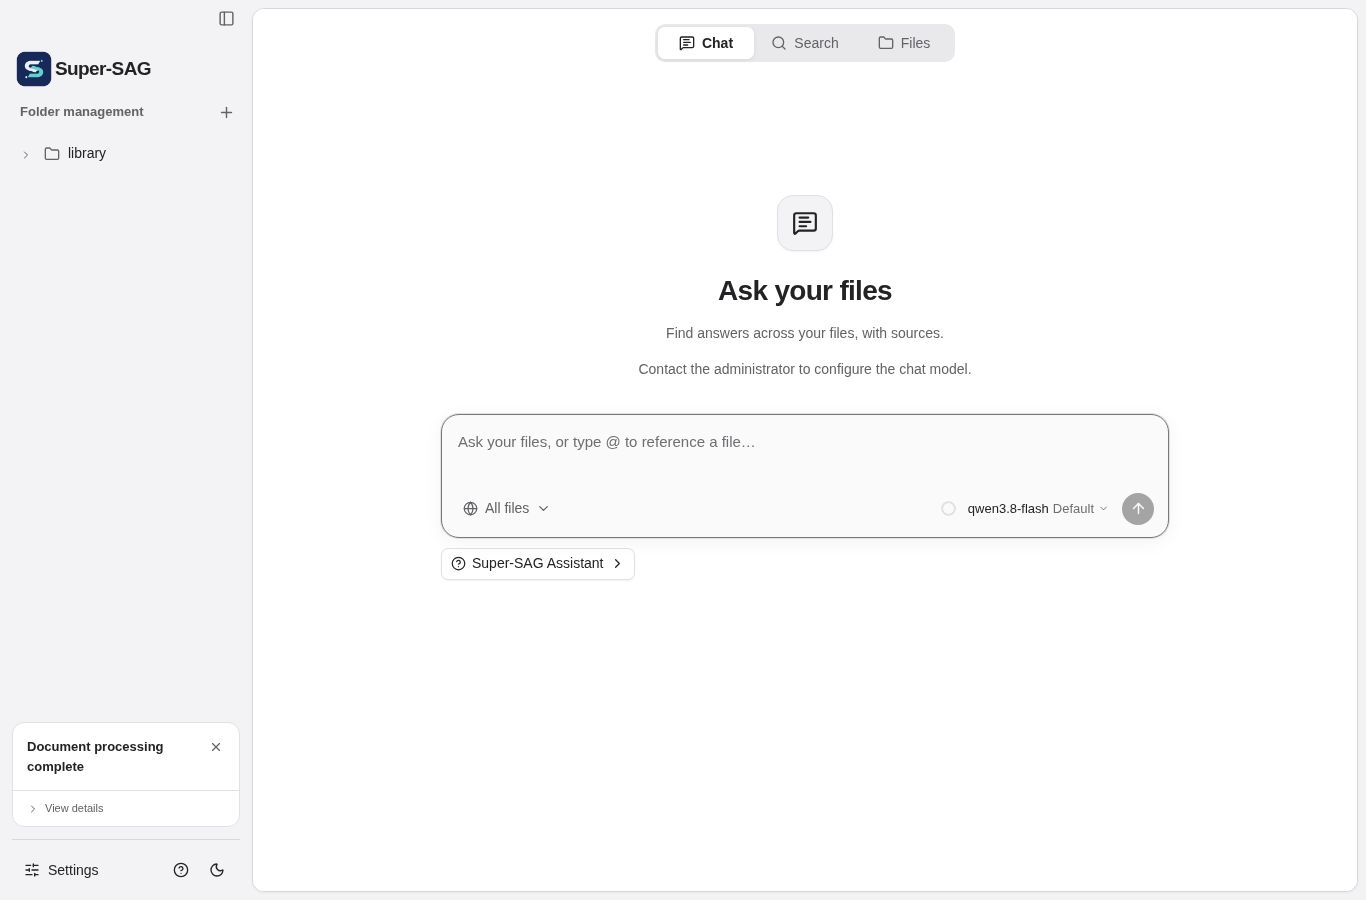 Super-SAG
Folder management
library
Document processing
complete
View details
Settings
Chat
Search
Files
Ask your files
Find answers across your files, with sources.
Contact the administrator to configure the chat model.
Ask your files, or type @ to reference a file…
All files
qwen3.8-flash Default
Super-SAG Assistant